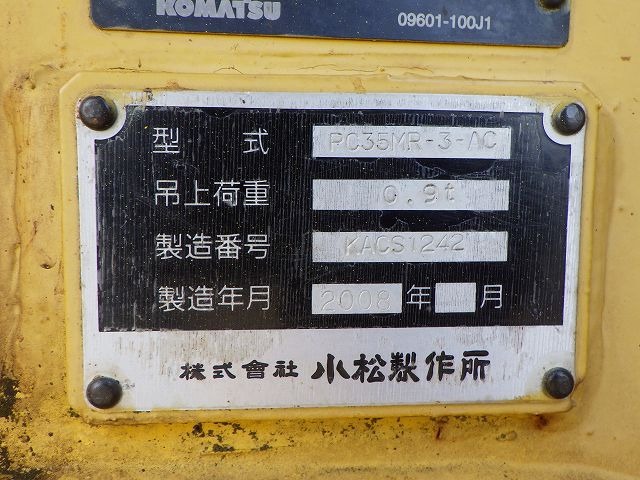 KOMATSU
09601-100J1
型 式 PC35MR-3-AC
吊上荷重 0.9t
製造番号 KACS1242
製造年月 2008 年 月
株式會社 小松製作所